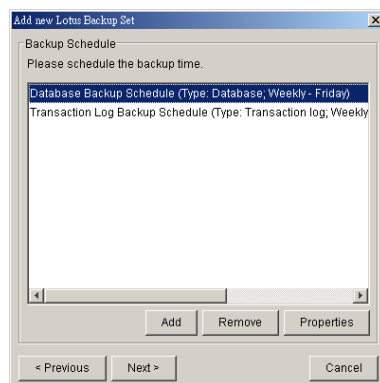 Add new Lotus Backup Set
Backup Schedule
Please schedule the backup time.
Database Backup Schedule (Type: Database; Weekly - Friday)
Transaction Log Backup Schedule (Type: Transaction log; Weekly
Add
Remove
Properties
< Previous
Next >
Cancel